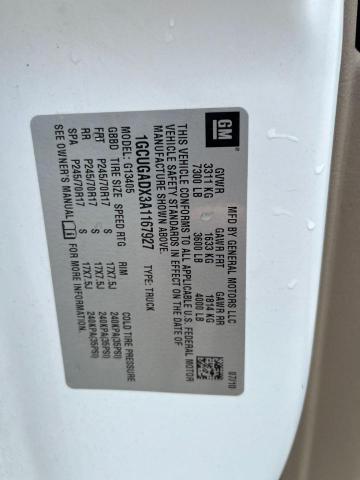 GM
MFG BY GENERAL MOTORS LLC
07/10
GVWR GAWR FRT GAWR RR
3311 KG 1633 KG 1814 KG
7300 LB 3600 LB 4000 LB
THIS VEHICLE CONFORMS TO ALL APPLICABLE U.S. FEDERAL MOTOR
VEHICLE SAFETY STANDARDS IN EFFECT ON THE DATE OF
MANUFACTURE SHOWN ABOVE.
1GCUGADX3A1167927 TYPE: TRUCK
MODEL: G13405
GBBD TIRE SIZE SPEED RTG RIM COLD TIRE PRESSURE
FRT P245/70R17 S 17X7.5J 240KPA(35PSI)
RR P245/70R17 S 17X7.5J 240KPA(35PSI)
SPA P245/70R17 S 17X7.5J 240KPA(35PSI)
SEE OWNER'S MANUAL FOR MORE INFORMATION.